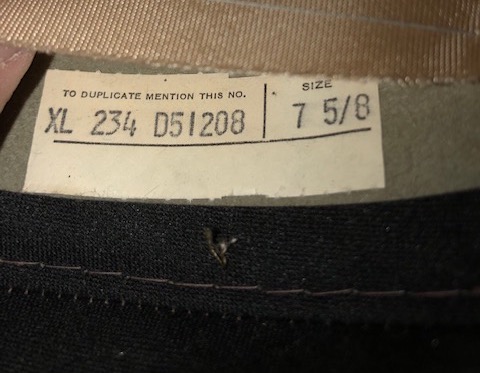 TO DUPLICATE MENTION THIS NO.
SIZE
XL 234 D51208
7 5/8